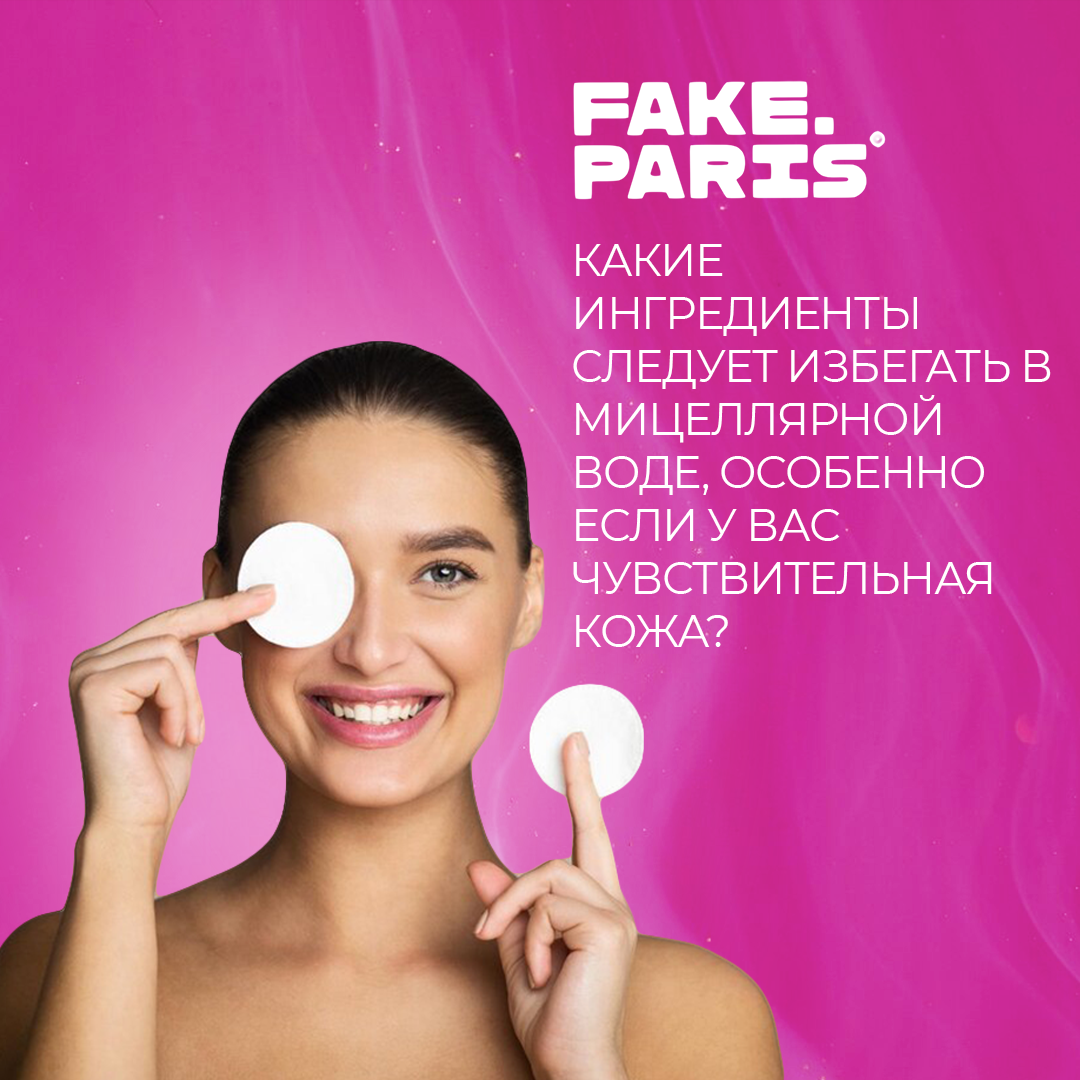 FAKE.
PARIS
КАКИЕ
ИНГРЕДИЕНТЫ
СЛЕДУЕТ ИЗБЕГАТЬ В
МИЦЕЛЛЯРНОЙ
ВОДЕ, ОСОБЕННО
ЕСЛИ У ВАС
ЧУВСТВИТЕЛЬНАЯ
КОЖА?